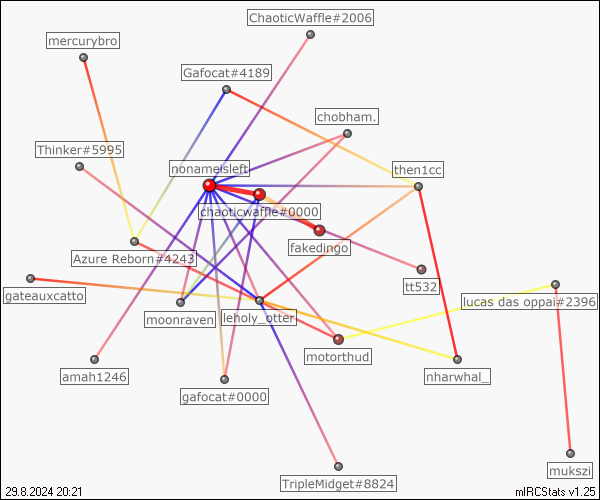 ChaoticWaffle#2006
mercurybro
Gafocat#4189
chobham.
Thinker#5995
nonameisleft
then1cc
chaoticwaffle#0000
fakedingo
Azure Reborn#4243
tt532
gateauxcatto
lucas das oppai#2396
moonraven
leholy_otter
motorthud
amah1246
nharwhal_
gafocat#0000
mukszi
TripleMidget#8824
29.8.2024 20:21
mIRCStats v1.25